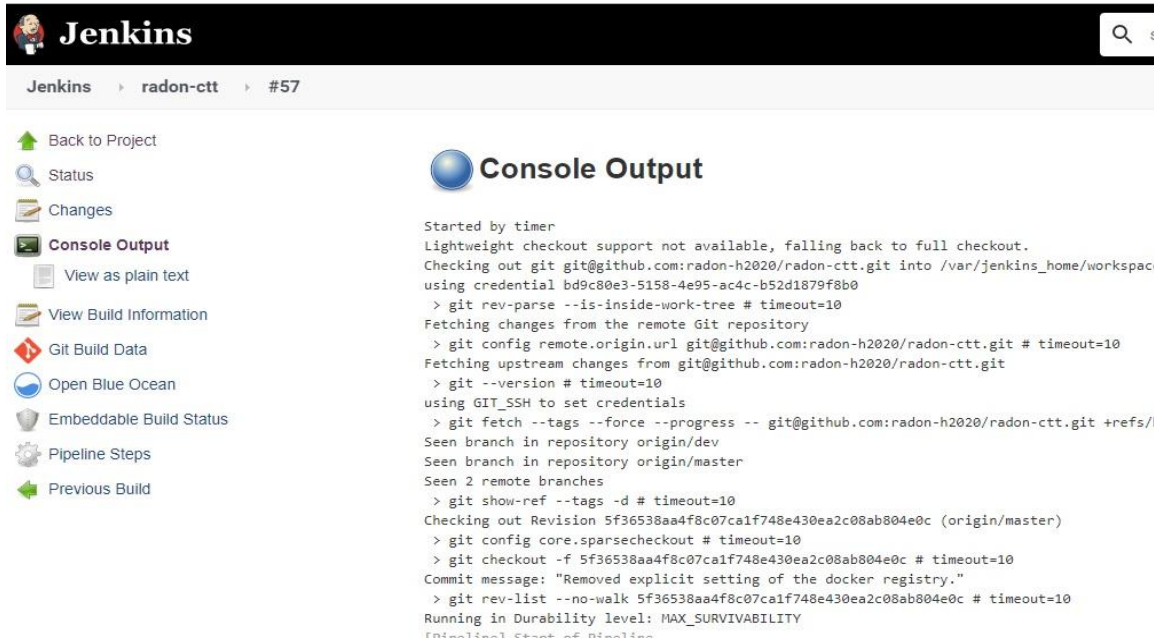 Jenkins
Jenkins radon-ctt #57
Back to Project
Status
Changes
Console Output
View as plain text
View Build Information
Git Build Data
Open Blue Ocean
Embeddable Build Status
Pipeline Steps
Previous Build
Console Output
Started by timer
Lightweight checkout support not available, falling back to full checkout.
Checking out git git@github.com:radon-h2020/radon-ctt.git into /var/jenkins_home/workspac
using credential bd9c80e3-5158-4e95-ac4c-b52d1879f8b0
> git rev-parse --is-inside-work-tree # timeout=10
Fetching changes from the remote Git repository
> git config remote.origin.url git@github.com:radon-h2020/radon-ctt.git # timeout=10
Fetching upstream changes from git@github.com:radon-h2020/radon-ctt.git
> git --version # timeout=10
using GIT_SSH to set credentials
> git fetch --tags --force --progress -- git@github.com:radon-h2020/radon-ctt.git +refs/
Seen branch in repository origin/dev
Seen branch in repository origin/master
Seen 2 remote branches
> git show-ref --tags -d # timeout=10
Checking out Revision 5f36538aa4f8c07ca1f748e430ea2c08ab804e0c (origin/master)
> git config core.sparsecheckout # timeout=10
> git checkout -f 5f36538aa4f8c07ca1f748e430ea2c08ab804e0c # timeout=10
Commit message: "Removed explicit setting of the docker registry."
> git rev-list --no-walk 5f36538aa4f8c07ca1f748e430ea2c08ab804e0c # timeout=10
Running in Durability level: MAX_SURVIVABILITY
[Pipeline] Start of Pipeline